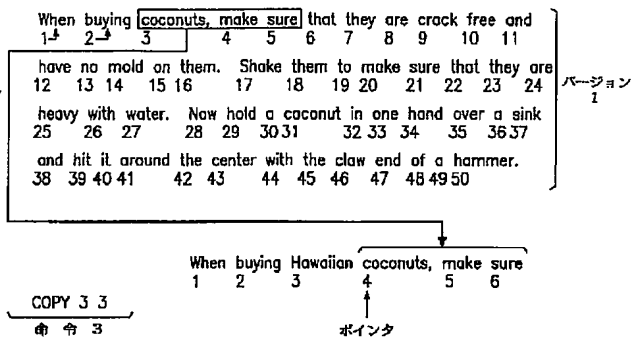 When buying coconuts, make sure that they are crack free and
1 2 3 4 5 6 7 8 9 10 11
have no mold on them. Shake them to make sure that they are
12 13 14 15 16 17 18 19 20 21 22 23 24
バージョン
1
heavy with water. Now hold a coconut in one hand over a sink
25 26 27 28 29 30 31 32 33 34 35 36 37
and hit it around the center with the claw end of a hammer.
38 39 40 41 42 43 44 45 46 47 48 49 50
When buying Hawaiian coconuts, make sure
1 2 3 4 5 6
COPY 3 3
命令3
ポインタ